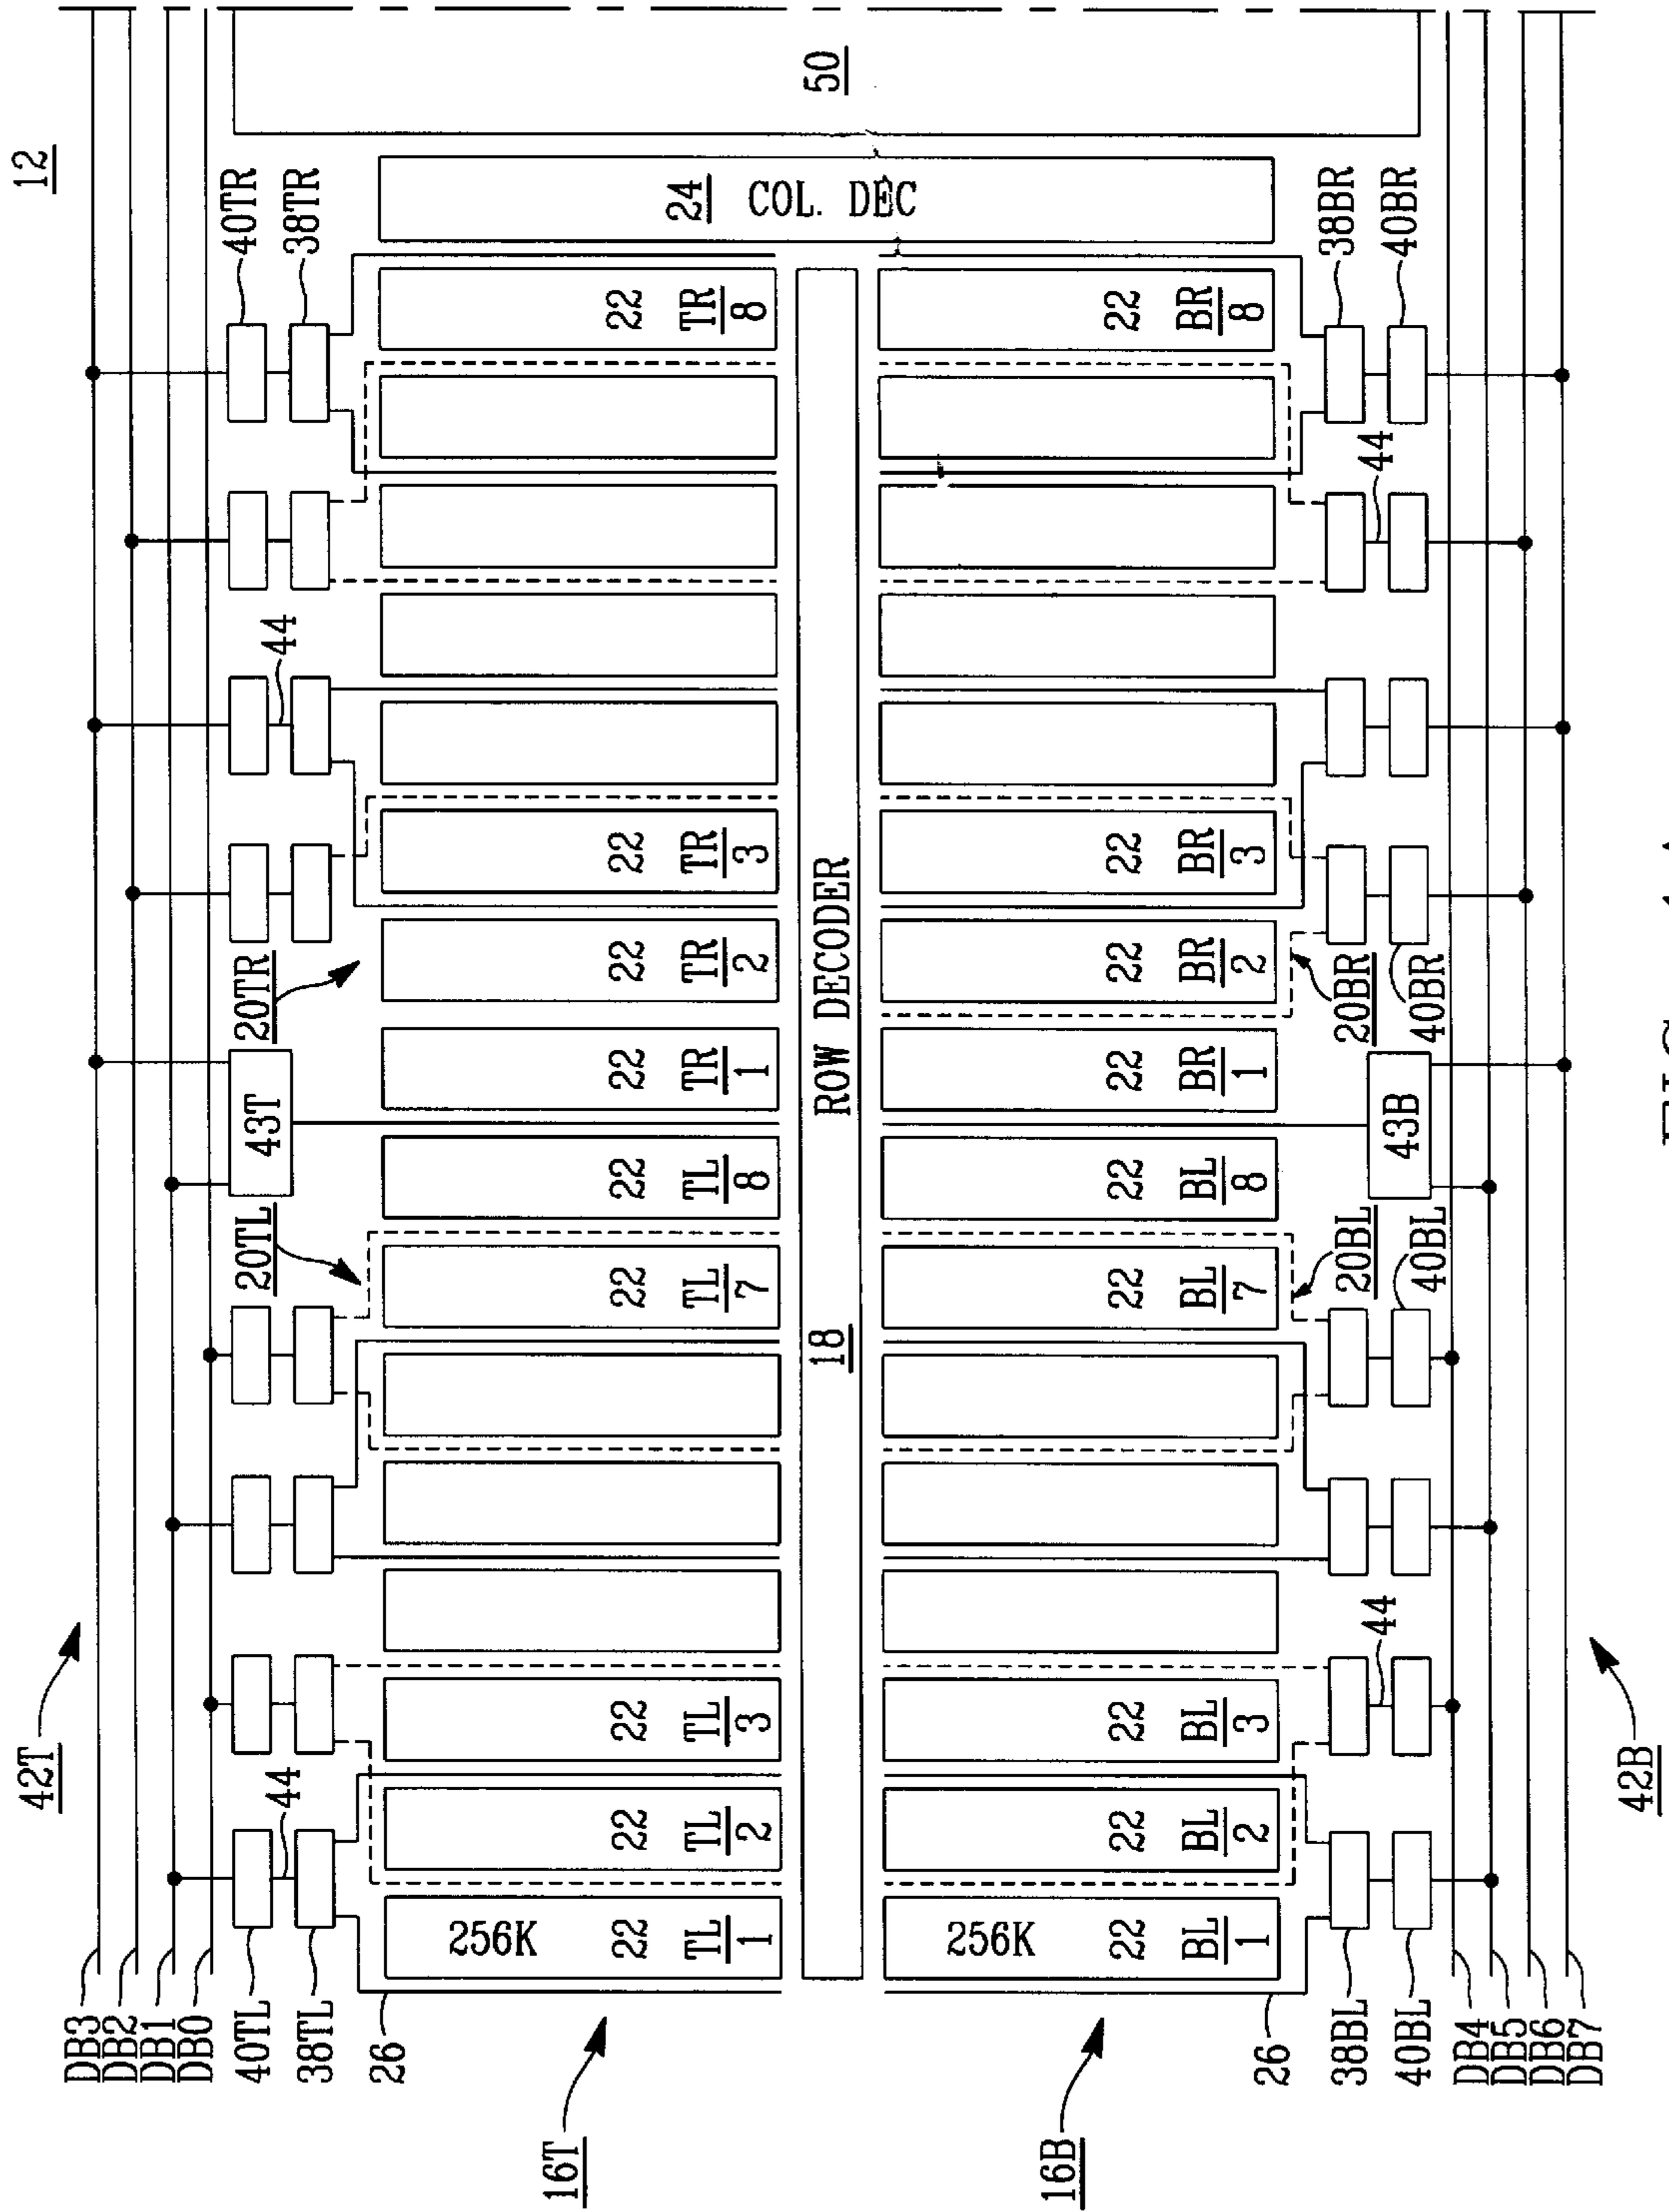 12
42T
DB3
DB2
DB1
DB0
40TL
38TL
26
44
20TL
43T
20TR
44
40TR
38TR
16T
256K
22 TL 1
22 TL 2
22 TL 3
22 TL 7
22 TL 8
22 TR 1
22 TR 2
22 TR 3
22 TR 8
24 COL. DEC
50
18 ROW DECODER
16B
256K
22 BL 1
22 BL 2
22 BL 3
22 BL 7
22 BL 8
22 BR 1
22 BR 2
22 BR 3
22 BR 8
26
38BL
40BL
44
20BL
40BL
43B
20BR
40BR
44
38BR
40BR
DB4
DB5
DB6
DB7
42B